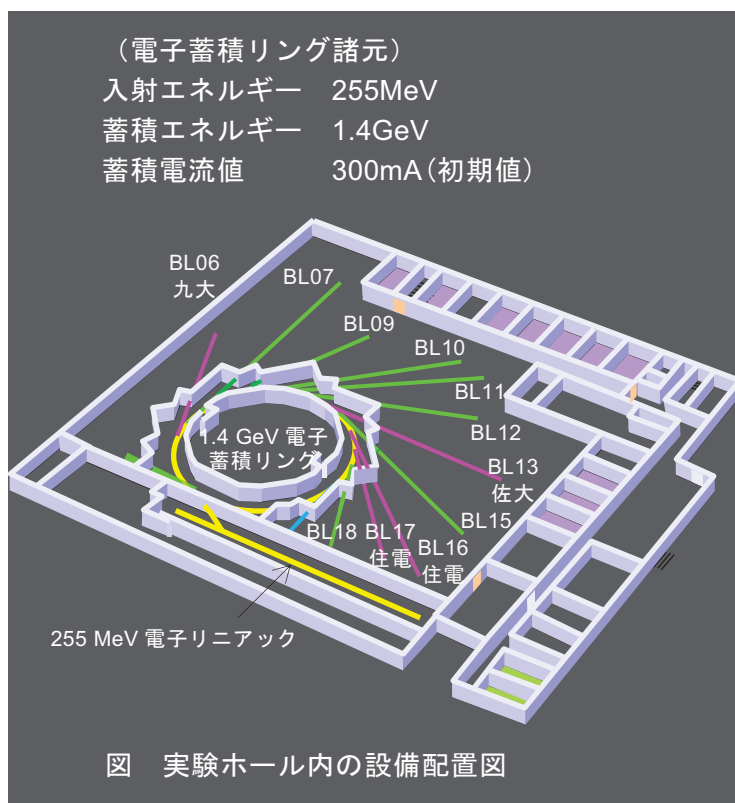 (電子蓄積リング諸元)
入射エネルギー 255MeV
蓄積エネルギー 1.4GeV
蓄積電流値 300mA(初期値)
BL06
九大
BL07
BL09
BL10
BL11
BL12
BL13
佐大
BL15
BL16
住電
BL17
住電
BL18
1.4 GeV 電子
蓄積リング
255 MeV 電子リニアック
図 実験ホール内の設備配置図